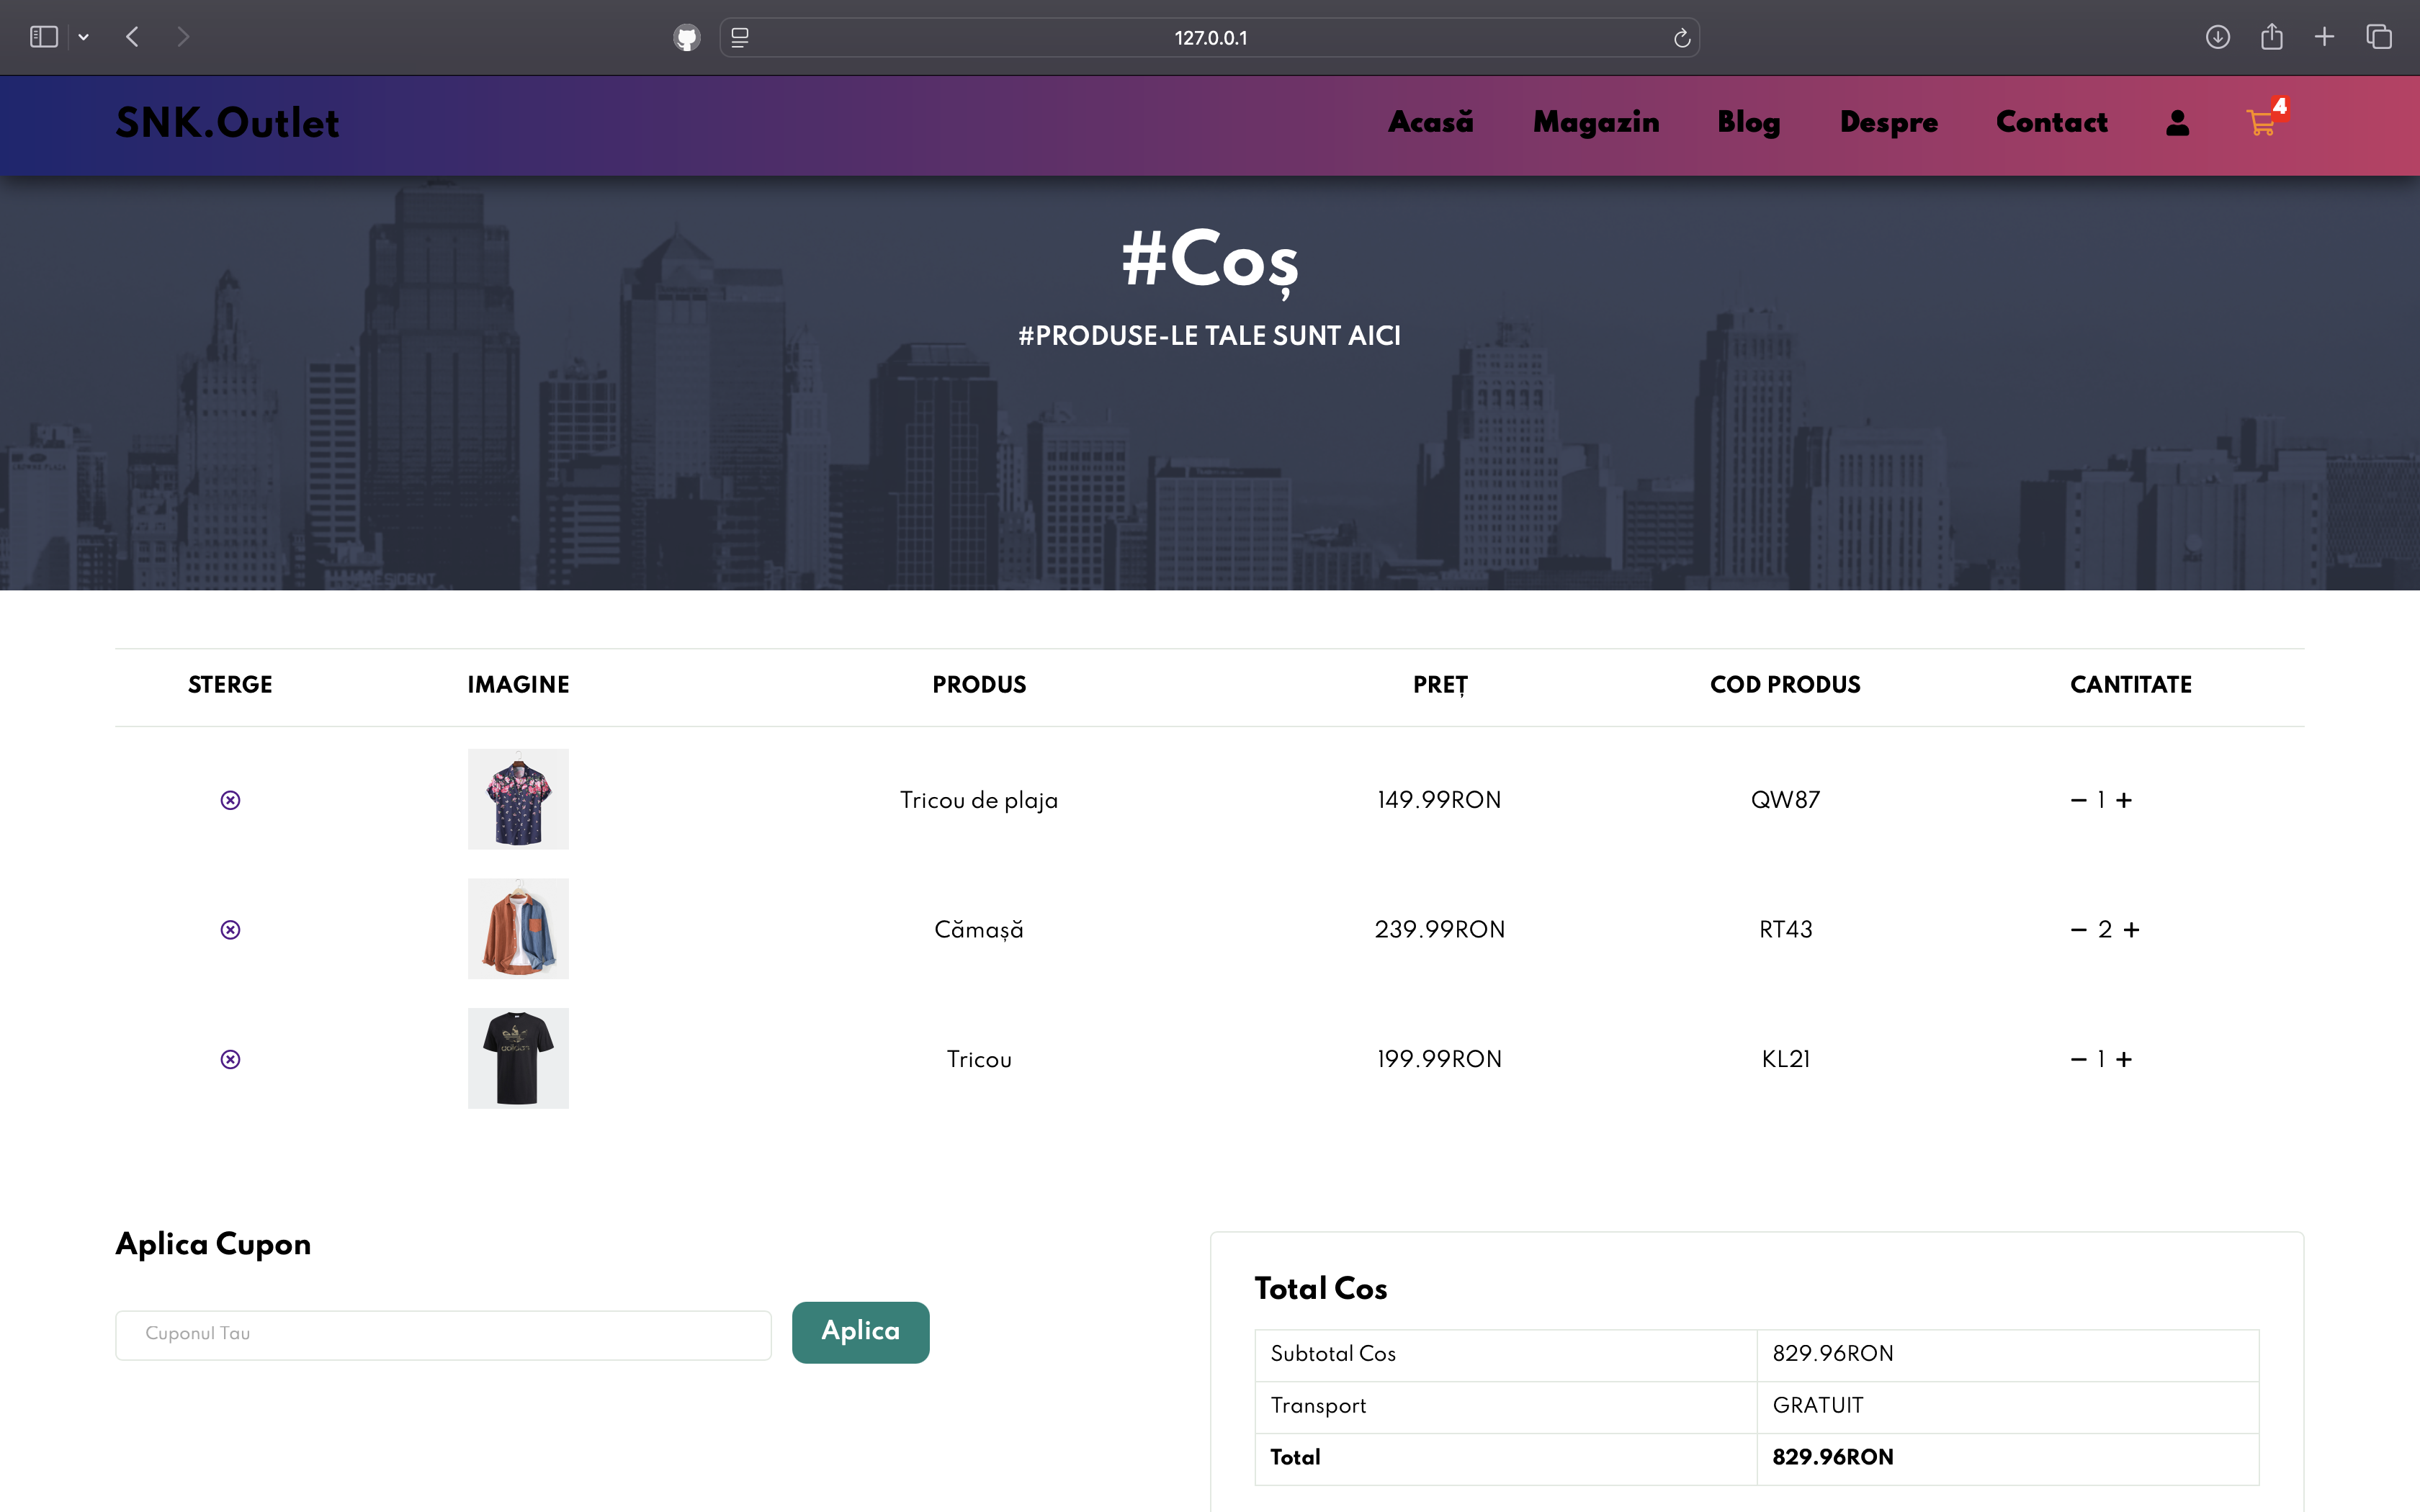 127.0.0.1
SNK.Outlet
Acasă Magazin Blog Despre Contact 4
#Coș
#PRODUSE-LE TALE SUNT AICI
STERGE IMAGINE PRODUS PREȚ COD PRODUS CANTITATE
Tricou de plaja 149.99RON QW87 − 1 +
Cămașă 239.99RON RT43 − 2 +
adidas
Tricou 199.99RON KL21 − 1 +
Aplica Cupon
Cuponul Tau
Aplica
Total Cos
Subtotal Cos 829.96RON
Transport GRATUIT
Total 829.96RON